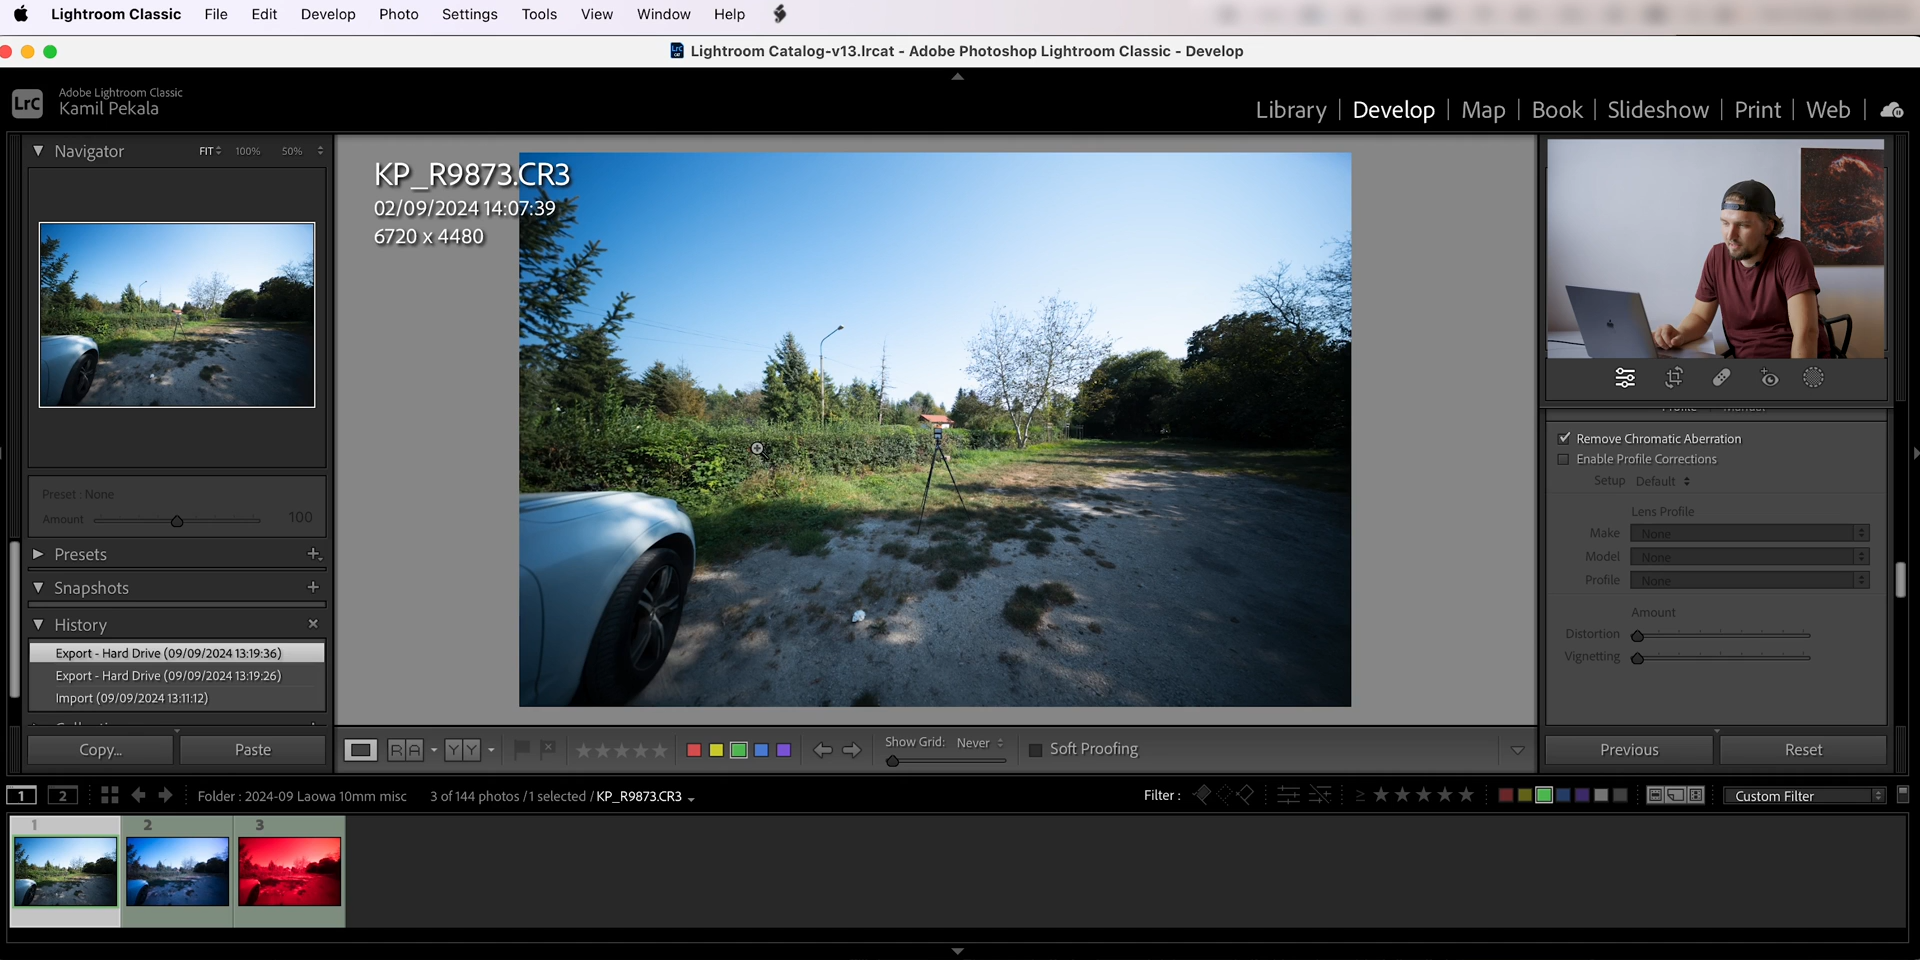 Lightroom Classic File Edit Develop Photo Settings Tools View Window Help
Lightroom Catalog-v13.lrcat - Adobe Photoshop Lightroom Classic - Develop
LrC
Adobe Lightroom Classic
Kamil Pekala
Library | Develop | Map | Book | Slideshow | Print | Web |
Navigator FIT 100% 50%
KP_R9873.CR3
02/09/2024 14:07:39
6720 x 4480
Preset : None
Amount 100
Presets
Snapshots
History
Export - Hard Drive (09/09/2024 13:19:36)
Export - Hard Drive (09/09/2024 13:19:26)
Import (09/09/2024 13:11:12)
Copy... Paste
R A Y Y
Show Grid: Never
Soft Proofing
Profile Manual
Remove Chromatic Aberration
Enable Profile Corrections
Setup Default
Lens Profile
Make None
Model None
Profile None
Amount
Distortion
Vignetting
Previous Reset
1 2 Folder : 2024-09 Laowa 10mm misc 3 of 144 photos /1 selected / KP_R9873.CR3
Filter : ≥ Custom Filter
1 2 3